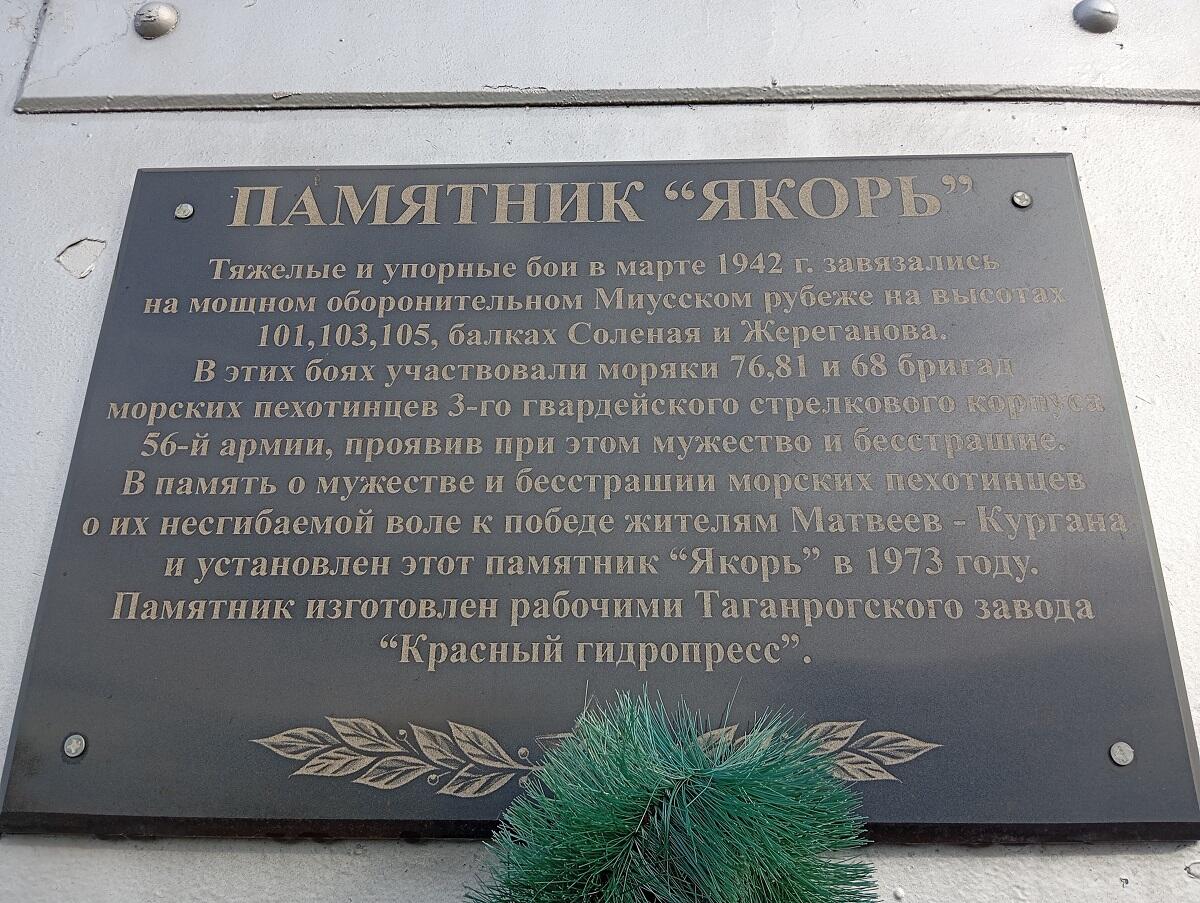 ПАМЯТНИК “ЯКОРЬ”
Тяжелые и упорные бои в марте 1942 г. завязались
на мощном оборонительном Миусском рубеже на высотах
101,103,105, балках Соленая и Жереганова.
В этих боях участвовали моряки 76,81 и 68 бригад
морских пехотинцев 3-го гвардейского стрелкового корпуса
56-й армии, проявив при этом мужество и бесстрашие.
В память о мужестве и бесстрашии морских пехотинцев
о их несгибаемой воле к победе жителям Матвеев - Кургана
и установлен этот памятник “Якорь” в 1973 году.
Памятник изготовлен рабочими Таганрогского завода
“Красный гидропресс”.